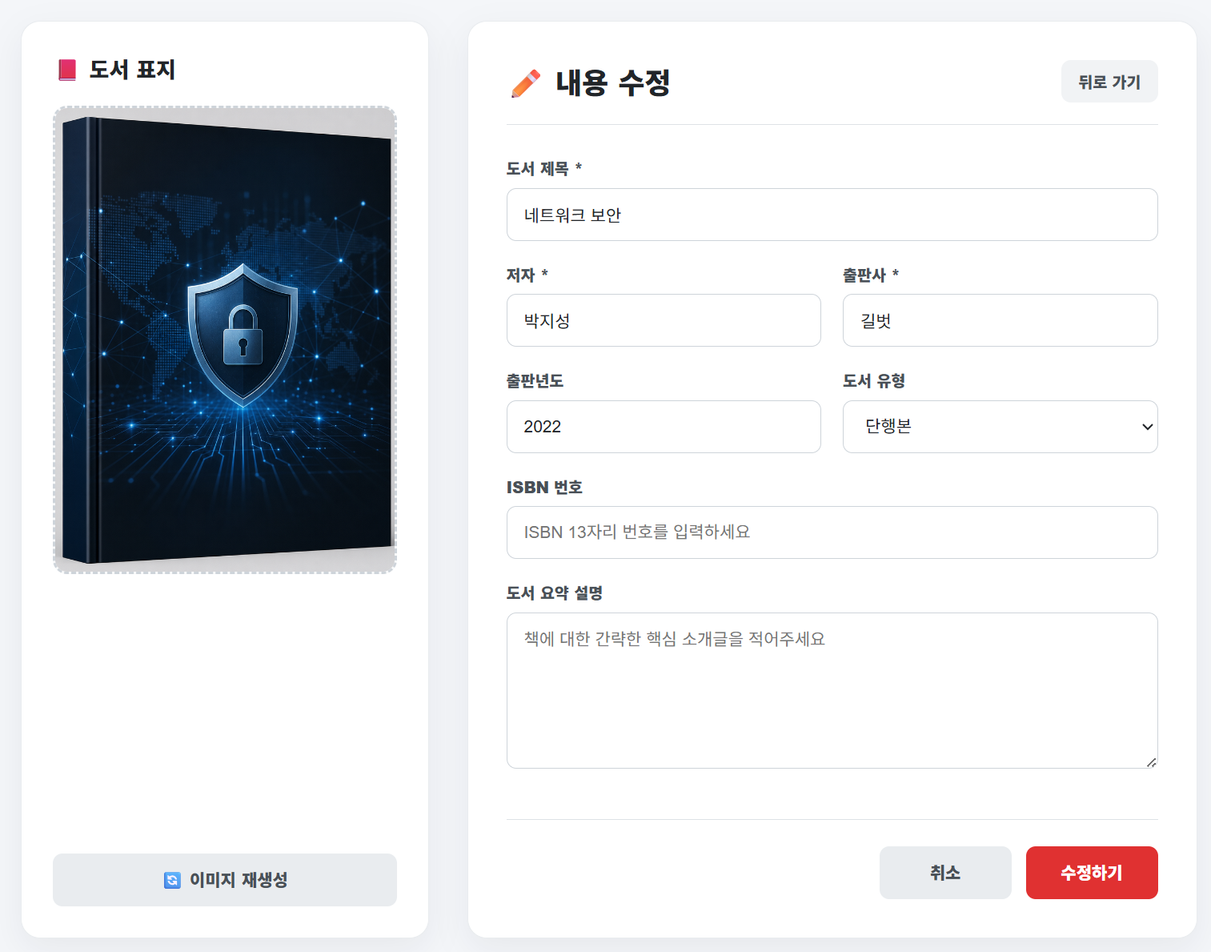 도서 표지
이미지 재생성
내용 수정
뒤로 가기
도서 제목 *
네트워크 보안
저자 *
출판사 *
박지성
길벗
출판년도
도서 유형
2022
단행본
ISBN 번호
ISBN 13자리 번호를 입력하세요
도서 요약 설명
책에 대한 간략한 핵심 소개글을 적어주세요
취소
수정하기